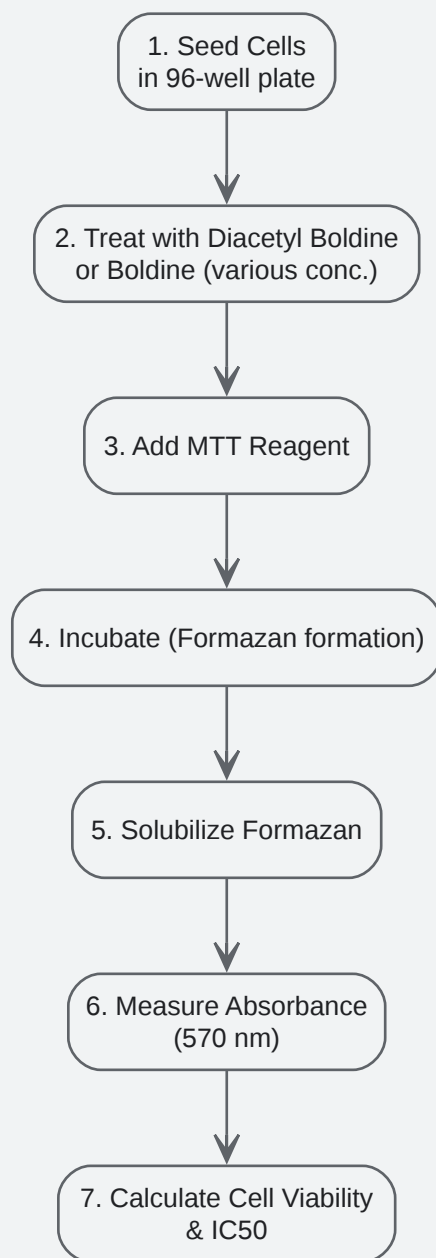 1. Seed Cells
in 96-well plate
2. Treat with Diacetyl Boldine
or Boldine (various conc.)
3. Add MTT Reagent
4. Incubate (Formazan formation)
5. Solubilize Formazan
6. Measure Absorbance
(570 nm)
7. Calculate Cell Viability
& IC50